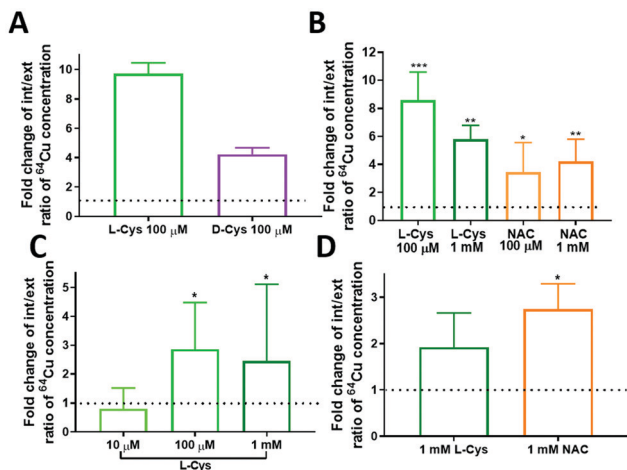 A
Fold change of int/ext
ratio of ⁶⁴Cu concentration
10
8
6
4
2
0
L-Cys 100 μM
D-Cys 100 μM
B
Fold change of int/ext
ratio of ⁶⁴Cu concentration
12
10
8
6
4
2
0
***
**
*
**
L-Cys
100 μM
L-Cys
1 mM
NAC
100 μM
NAC
1 mM
C
Fold change of int/ext
ratio of ⁶⁴Cu concentration
5
4
3
2
1
0
*
*
10 μM
100 μM
1 mM
L-Cys
D
Fold change of int/ext
ratio of ⁶⁴Cu concentration
3
2
1
0
*
1 mM L-Cys
1 mM NAC